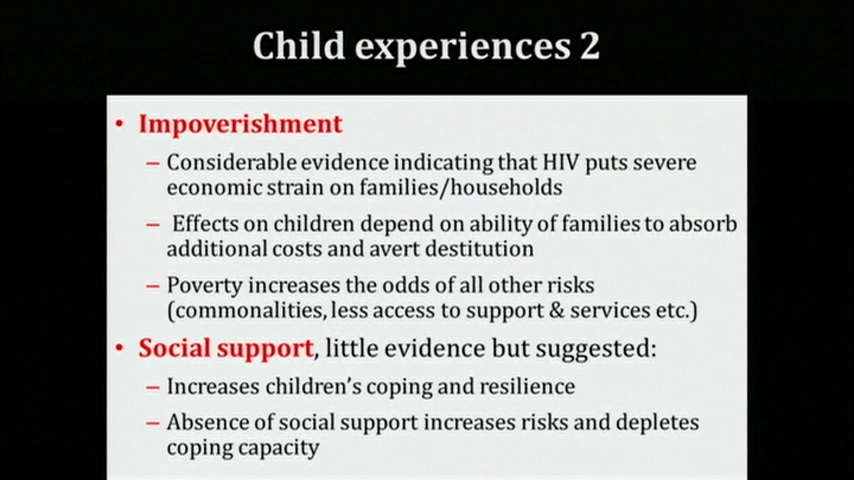 Child experiences 2
• Impoverishment
– Considerable evidence indicating that HIV puts severe
economic strain on families/households
– Effects on children depend on ability of families to absorb
additional costs and avert destitution
– Poverty increases the odds of all other risks
(commonalities, less access to support & services etc.)
• Social support, little evidence but suggested:
– Increases children’s coping and resilience
– Absence of social support increases risks and depletes
coping capacity